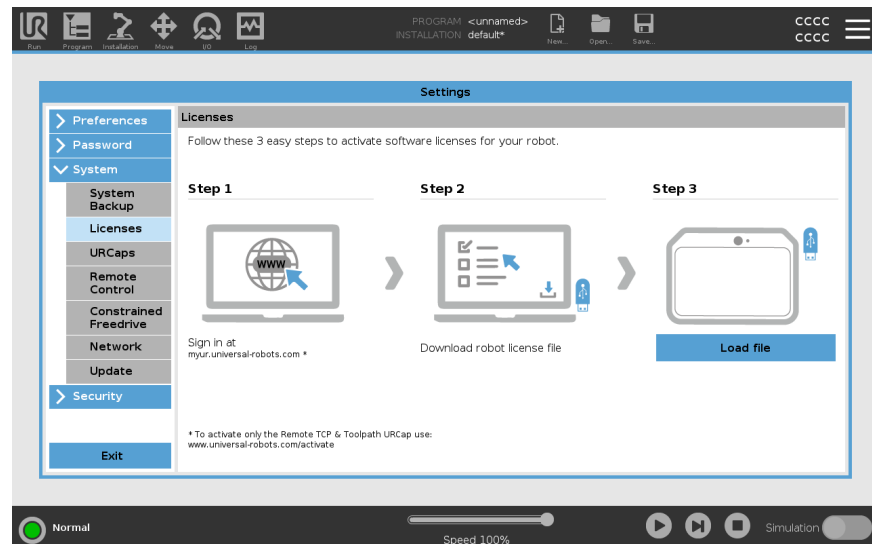 UR
PROGRAM <unnamed>
INSTALLATION default*
Run Program Installation Move I/O Log
New... Open... Save...
cccc
cccc
Settings
Preferences
Password
System
System
Backup
Licenses
URCaps
Remote
Control
Constrained
Freedrive
Network
Update
Security
Exit
Licenses
Follow these 3 easy steps to activate software licenses for your robot.
Step 1
Step 2
Step 3
www
Sign in at
myur.universal-robots.com *
Download robot license file
Load file
* To activate only the Remote TCP & Toolpath URCap use:
www.universal-robots.com/activate
Normal
Speed 100%
Simulation